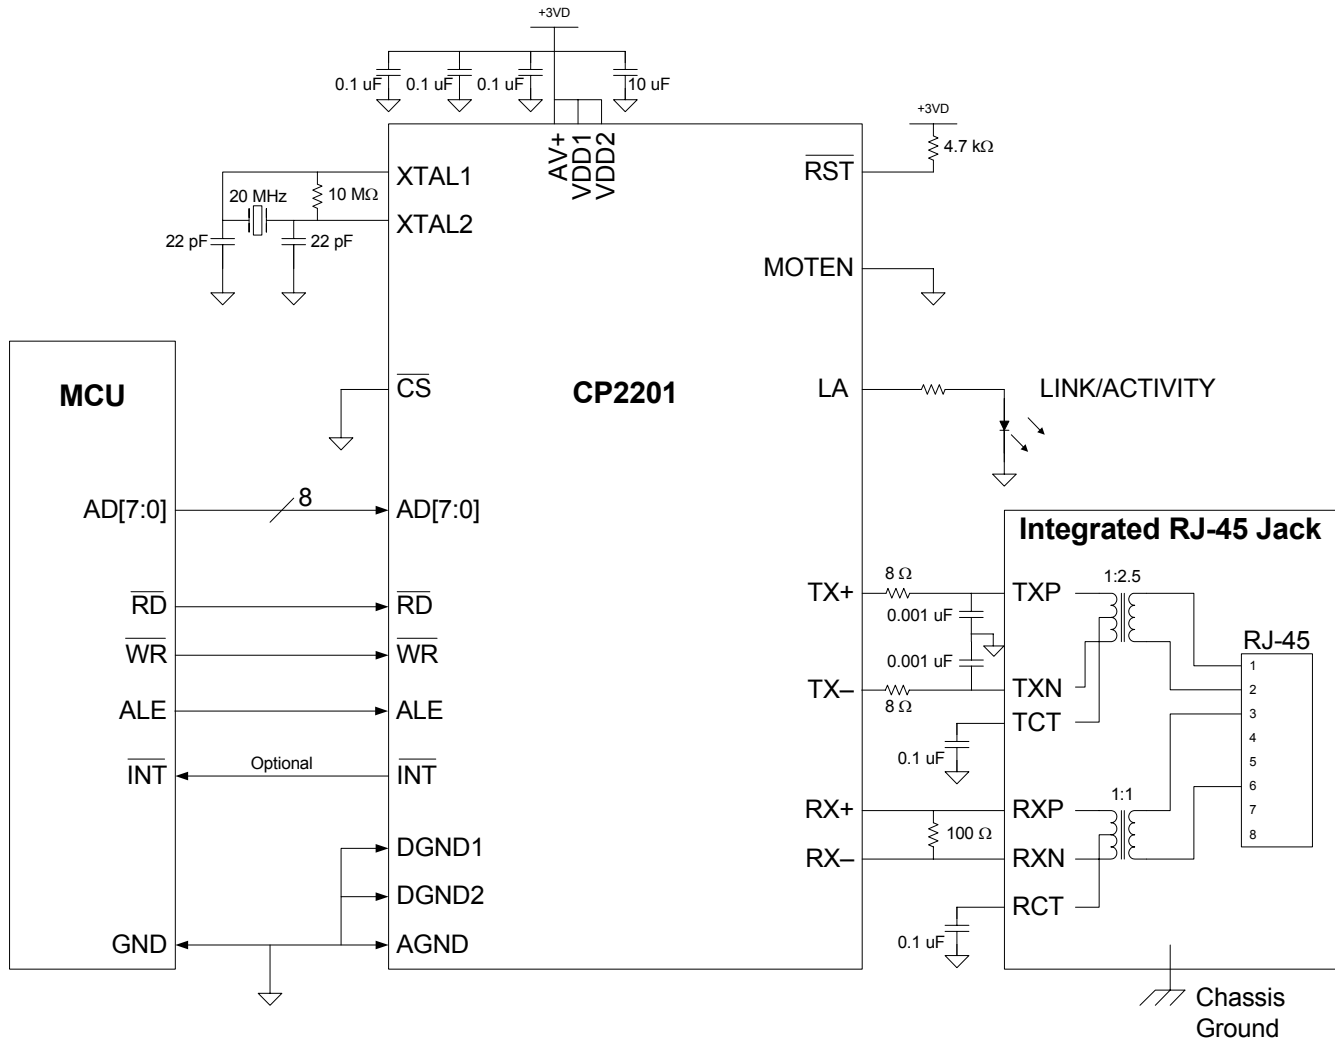 +3VD
0.1 uF 0.1 uF 0.1 uF 10 uF
+3VD
4.7 kΩ
AV+
VDD1
VDD2
RST
XTAL1
20 MHz 10 MΩ
XTAL2
22 pF 22 pF
MOTEN
MCU
CS
CP2201
LA
LINK/ACTIVITY
AD[7:0]
8
AD[7:0]
Integrated RJ-45 Jack
RD
RD
TX+
8 Ω
0.001 uF
TXP
1:2.5
WR
WR
0.001 uF
RJ-45
1
2
3
4
5
6
7
8
TX–
8 Ω
TXN
ALE
ALE
TCT
0.1 uF
INT
Optional
INT
RX+
RXP
1:1
100 Ω
DGND1
RX–
RXN
DGND2
RCT
0.1 uF
GND
AGND
Chassis
Ground